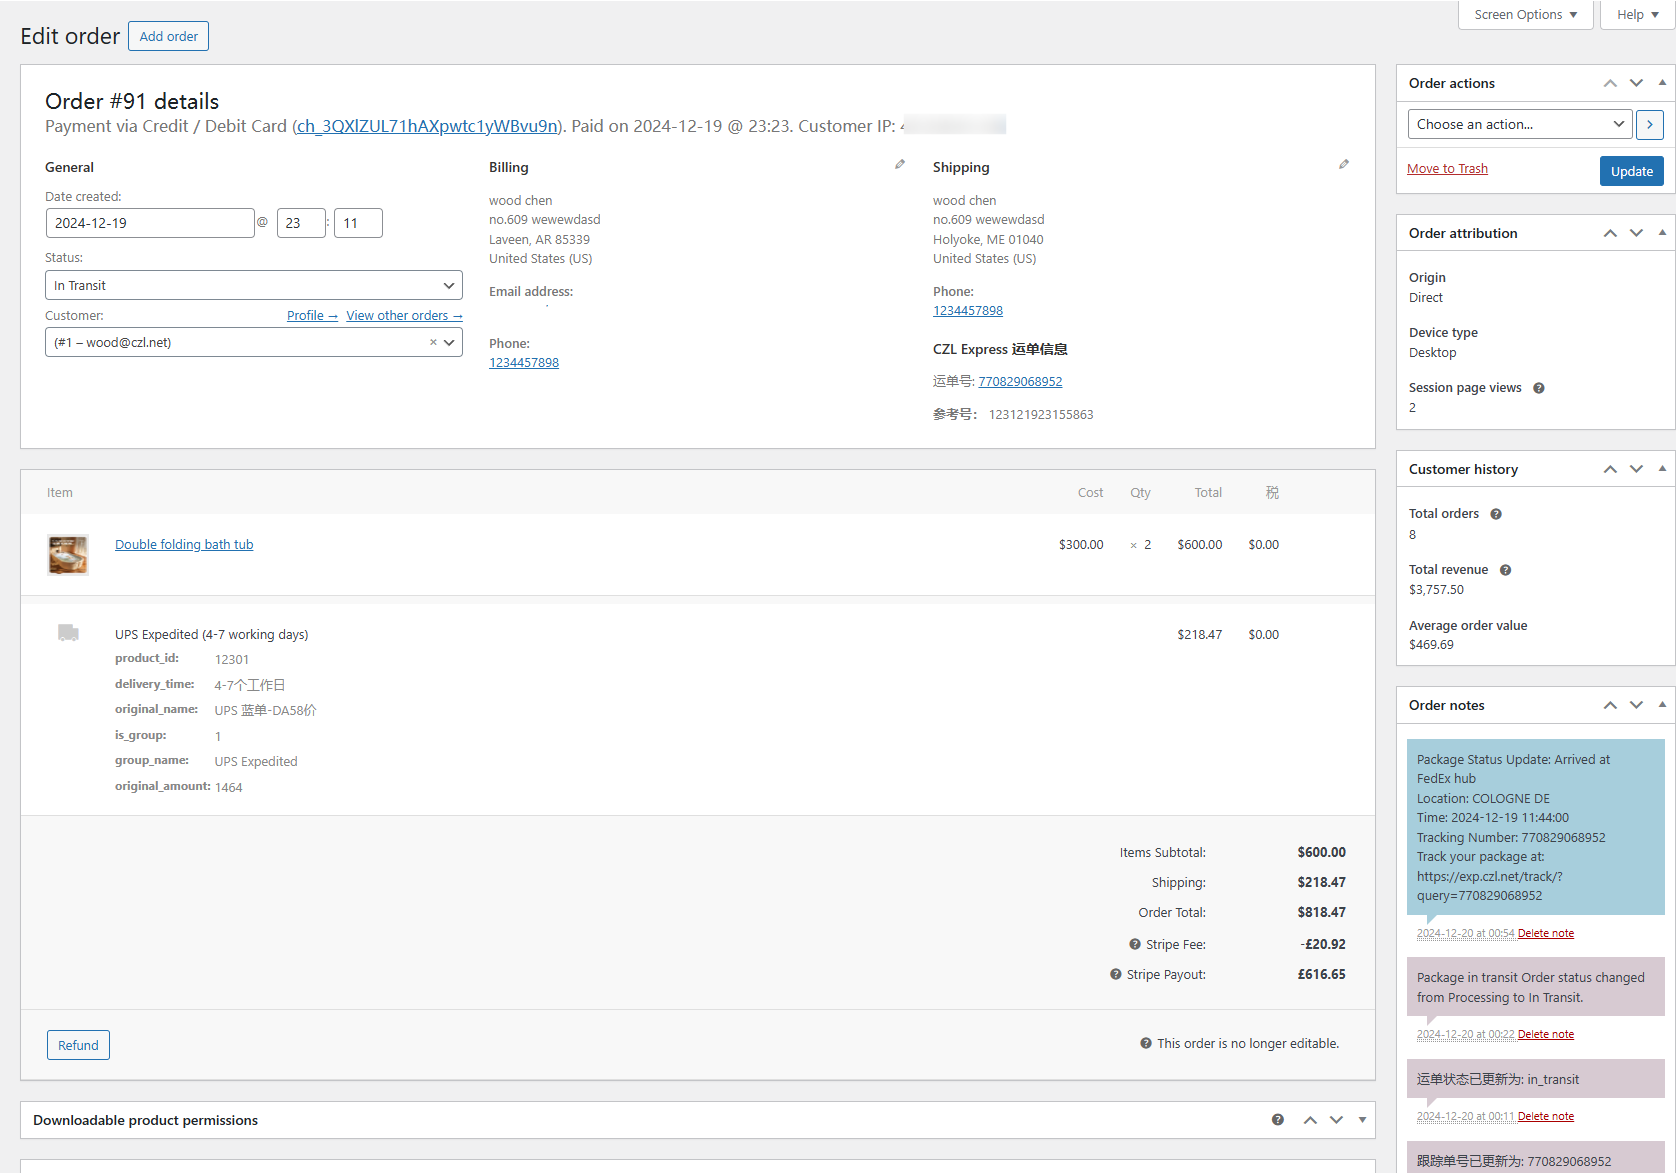 Screen Options ▼
Help ▼
Edit order
Add order
Order #91 details
Payment via Credit / Debit Card (ch_3QXlZUL71hAXpwtc1yWBvu9n). Paid on 2024-12-19 @ 23:23. Customer IP:
General
Date created:
2024-12-19 @ 23 : 11
Status:
In Transit
Customer:
Profile →
View other orders →
(#1 – wood@czl.net) ×
Billing
wood chen
no.609 wewewdasd
Laveen, AR 85339
United States (US)
Email address:
Phone:
1234457898
Shipping
wood chen
no.609 wewewdasd
Holyoke, ME 01040
United States (US)
Phone:
1234457898
CZL Express 运单信息
运单号: 770829068952
参考号： 123121923155863
Item Cost Qty Total 税
Double folding bath tub $300.00 × 2 $600.00 $0.00
UPS Expedited (4-7 working days) $218.47 $0.00
product_id: 12301
delivery_time: 4-7个工作日
original_name: UPS 蓝单-DA58价
is_group: 1
group_name: UPS Expedited
original_amount: 1464
Items Subtotal: $600.00
Shipping: $218.47
Order Total: $818.47
Stripe Fee: -£20.92
Stripe Payout: £616.65
Refund
This order is no longer editable.
Downloadable product permissions
Order actions
Choose an action...
Move to Trash
Update
Order attribution
Origin
Direct
Device type
Desktop
Session page views
2
Customer history
Total orders
8
Total revenue
$3,757.50
Average order value
$469.69
Order notes
Package Status Update: Arrived at
FedEx hub
Location: COLOGNE DE
Time: 2024-12-19 11:44:00
Tracking Number: 770829068952
Track your package at:
https://exp.czl.net/track/?
query=770829068952
2024-12-20 at 00:54 Delete note
Package in transit Order status changed
from Processing to In Transit.
2024-12-20 at 00:22 Delete note
运单状态已更新为: in_transit
2024-12-20 at 00:11 Delete note
跟踪单号已更新为: 770829068952